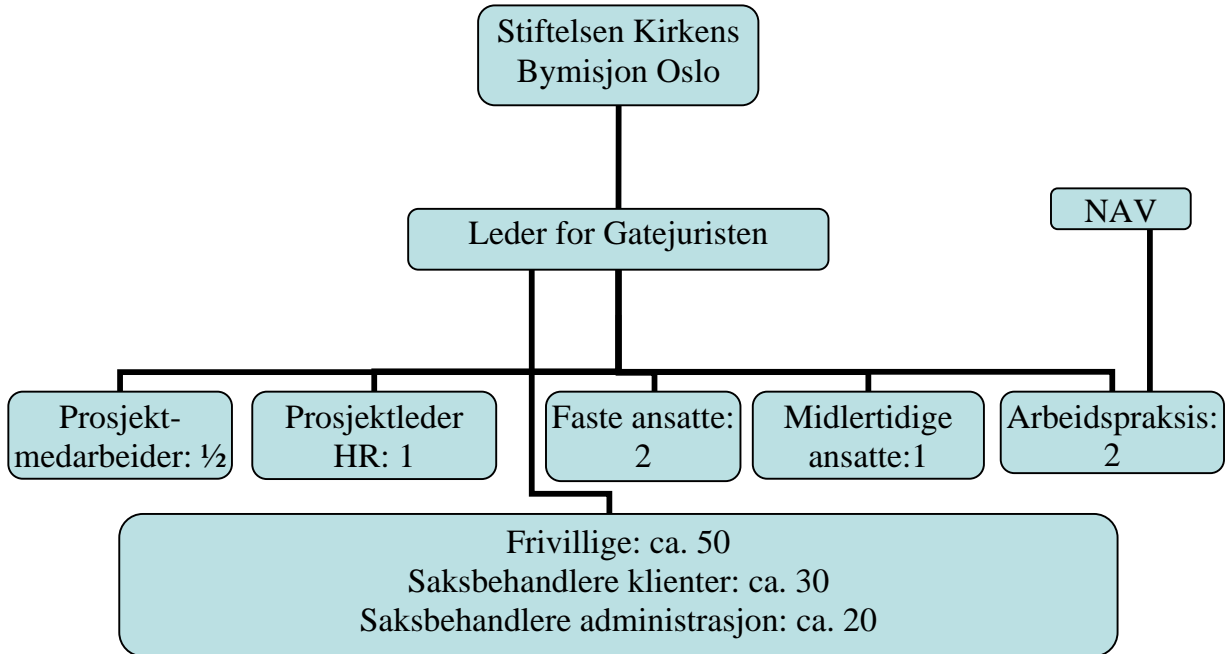 Stiftelsen Kirkens
Bymisjon Oslo
Leder for Gatejuristen
NAV
Prosjekt-
medarbeider: ½
Prosjektleder
HR: 1
Faste ansatte:
2
Midlertidige
ansatte:1
Arbeidspraksis:
2
Frivillige: ca. 50
Saksbehandlere klienter: ca. 30
Saksbehandlere administrasjon: ca. 20